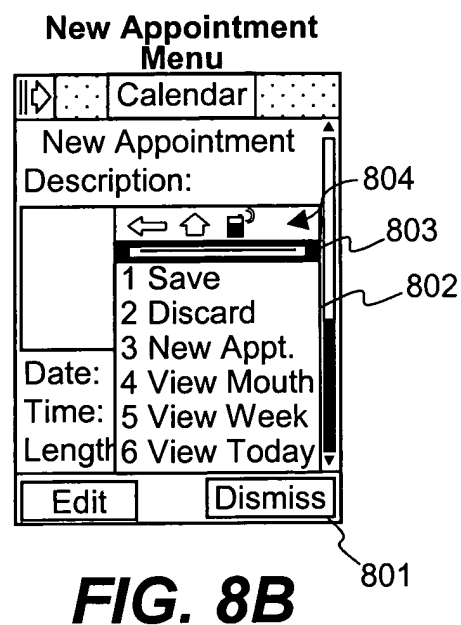 New Appointment
Menu
Calendar
New Appointment
Description:
804
803
802
1 Save
2 Discard
3 New Appt.
Date:
4 View Mouth
Time:
5 View Week
Length
6 View Today
Edit
Dismiss
801
FIG. 8B